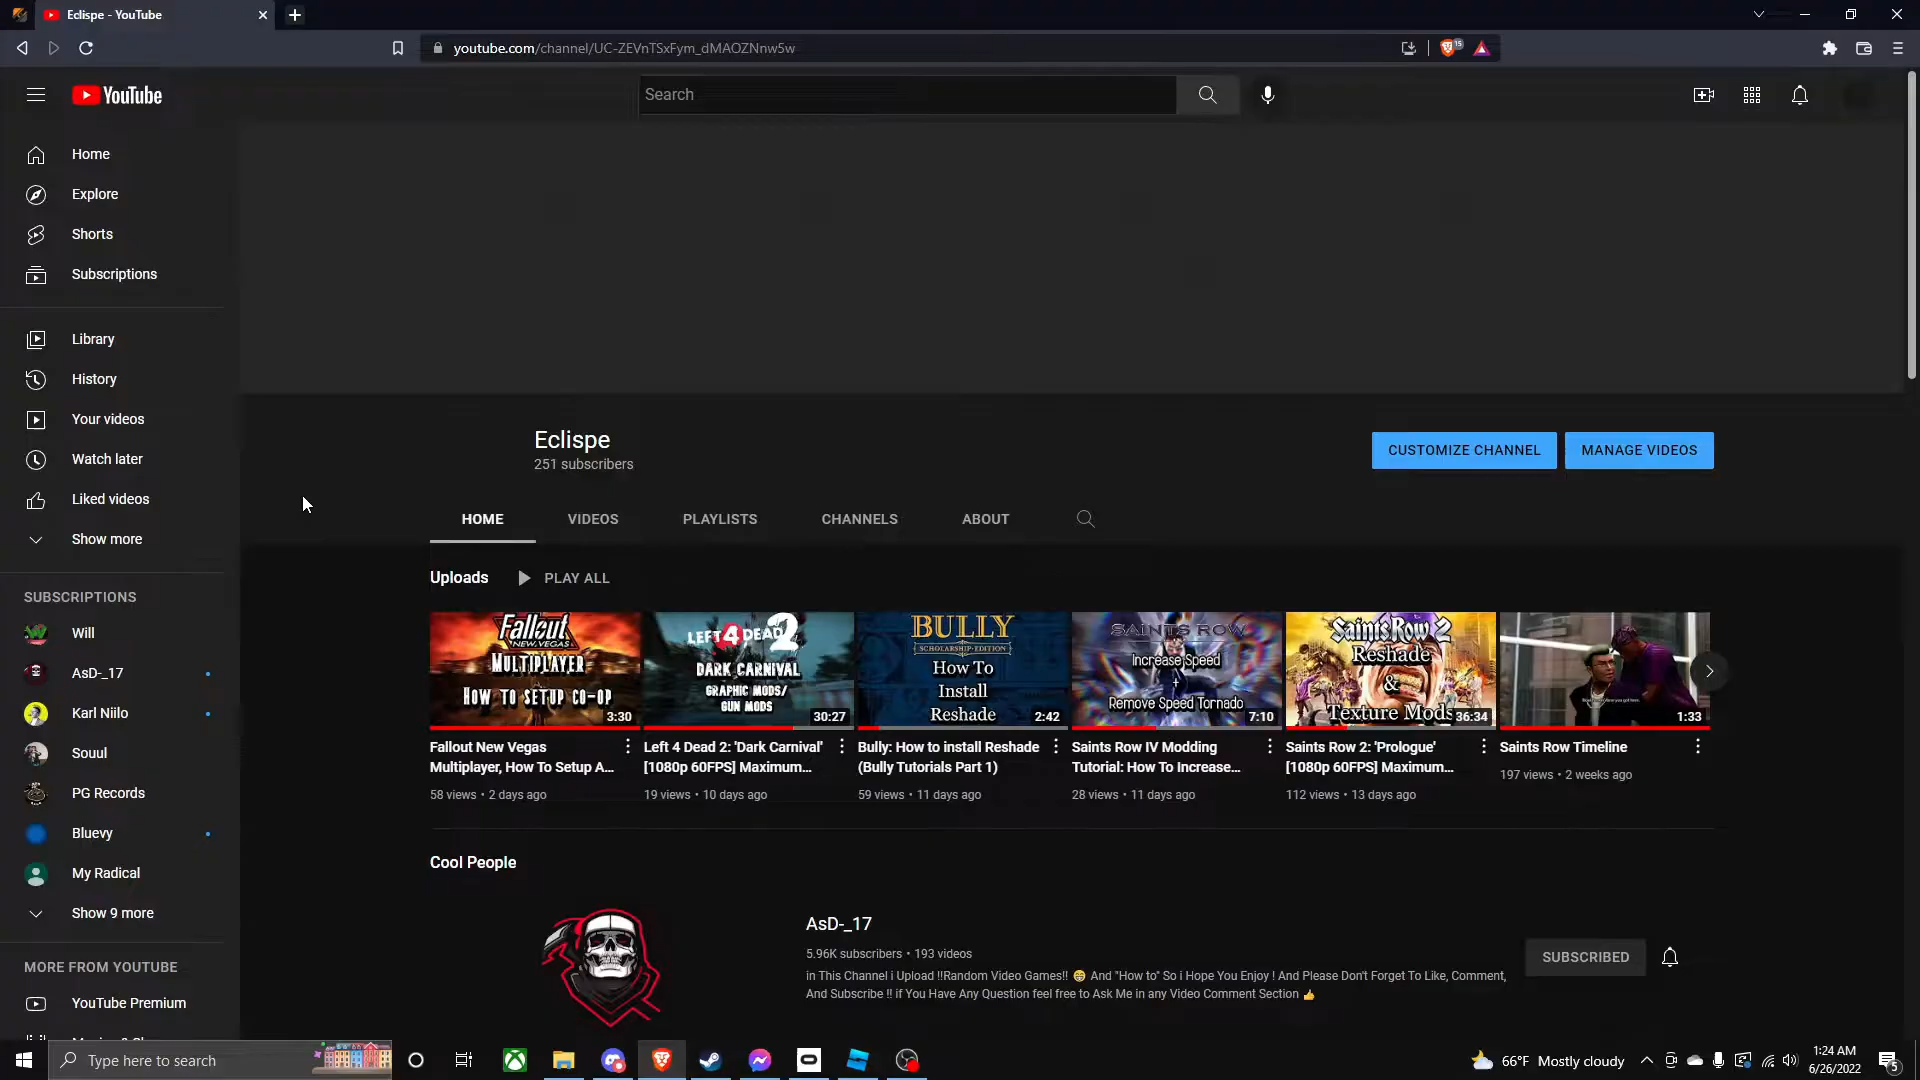 Eclispe - YouTube
youtube.com/channel/UC-ZEVnTSxFym_dMAOZNnw5w
15
YouTube
Search
Home
Explore
Shorts
Subscriptions
Library
History
Your videos
Watch later
Liked videos
Show more
SUBSCRIPTIONS
Will
AsD-_17
Karl Niilo
Souul
PG Records
Bluevy
My Radical
Show 9 more
MORE FROM YOUTUBE
YouTube Premium
Eclispe
251 subscribers
CUSTOMIZE CHANNEL
MANAGE VIDEOS
HOME
VIDEOS
PLAYLISTS
CHANNELS
ABOUT
Uploads
PLAY ALL
Fallout
NEW VEGAS
MULTIPLAYER
HOW TO SETUP CO-OP
3:30
Fallout New Vegas
Multiplayer, How To Setup A...
58 views • 2 days ago
LEFT 4 DEAD 2
DARK CARNIVAL
GRAPHIC MODS/
GUN MODS
30:27
Left 4 Dead 2: 'Dark Carnival'
[1080p 60FPS] Maximum...
19 views • 10 days ago
BULLY
SCHOLARSHIP EDITION
How To
Install
Reshade
2:42
Bully: How to install Reshade
(Bully Tutorials Part 1)
59 views • 11 days ago
SAINTS ROW
Increase Speed
+
Remove Speed Tornado
7:10
Saints Row IV Modding
Tutorial: How To Increase...
28 views • 11 days ago
Saints Row 2
Reshade
&
Texture Mods
36:34
Saints Row 2: 'Prologue'
[1080p 60FPS] Maximum...
112 views • 13 days ago
1:33
Saints Row Timeline
197 views • 2 weeks ago
Cool People
AsD-_17
5.96K subscribers • 193 videos
in This Channel i Upload !!Random Video Games!! 😁 And "How to" So i Hope You Enjoy ! And Please Don't Forget To Like, Comment,
And Subscribe !! if You Have Any Question feel free to Ask Me in any Video Comment Section 👍
SUBSCRIBED
Type here to search
66°F Mostly cloudy
1:24 AM
6/26/2022
5